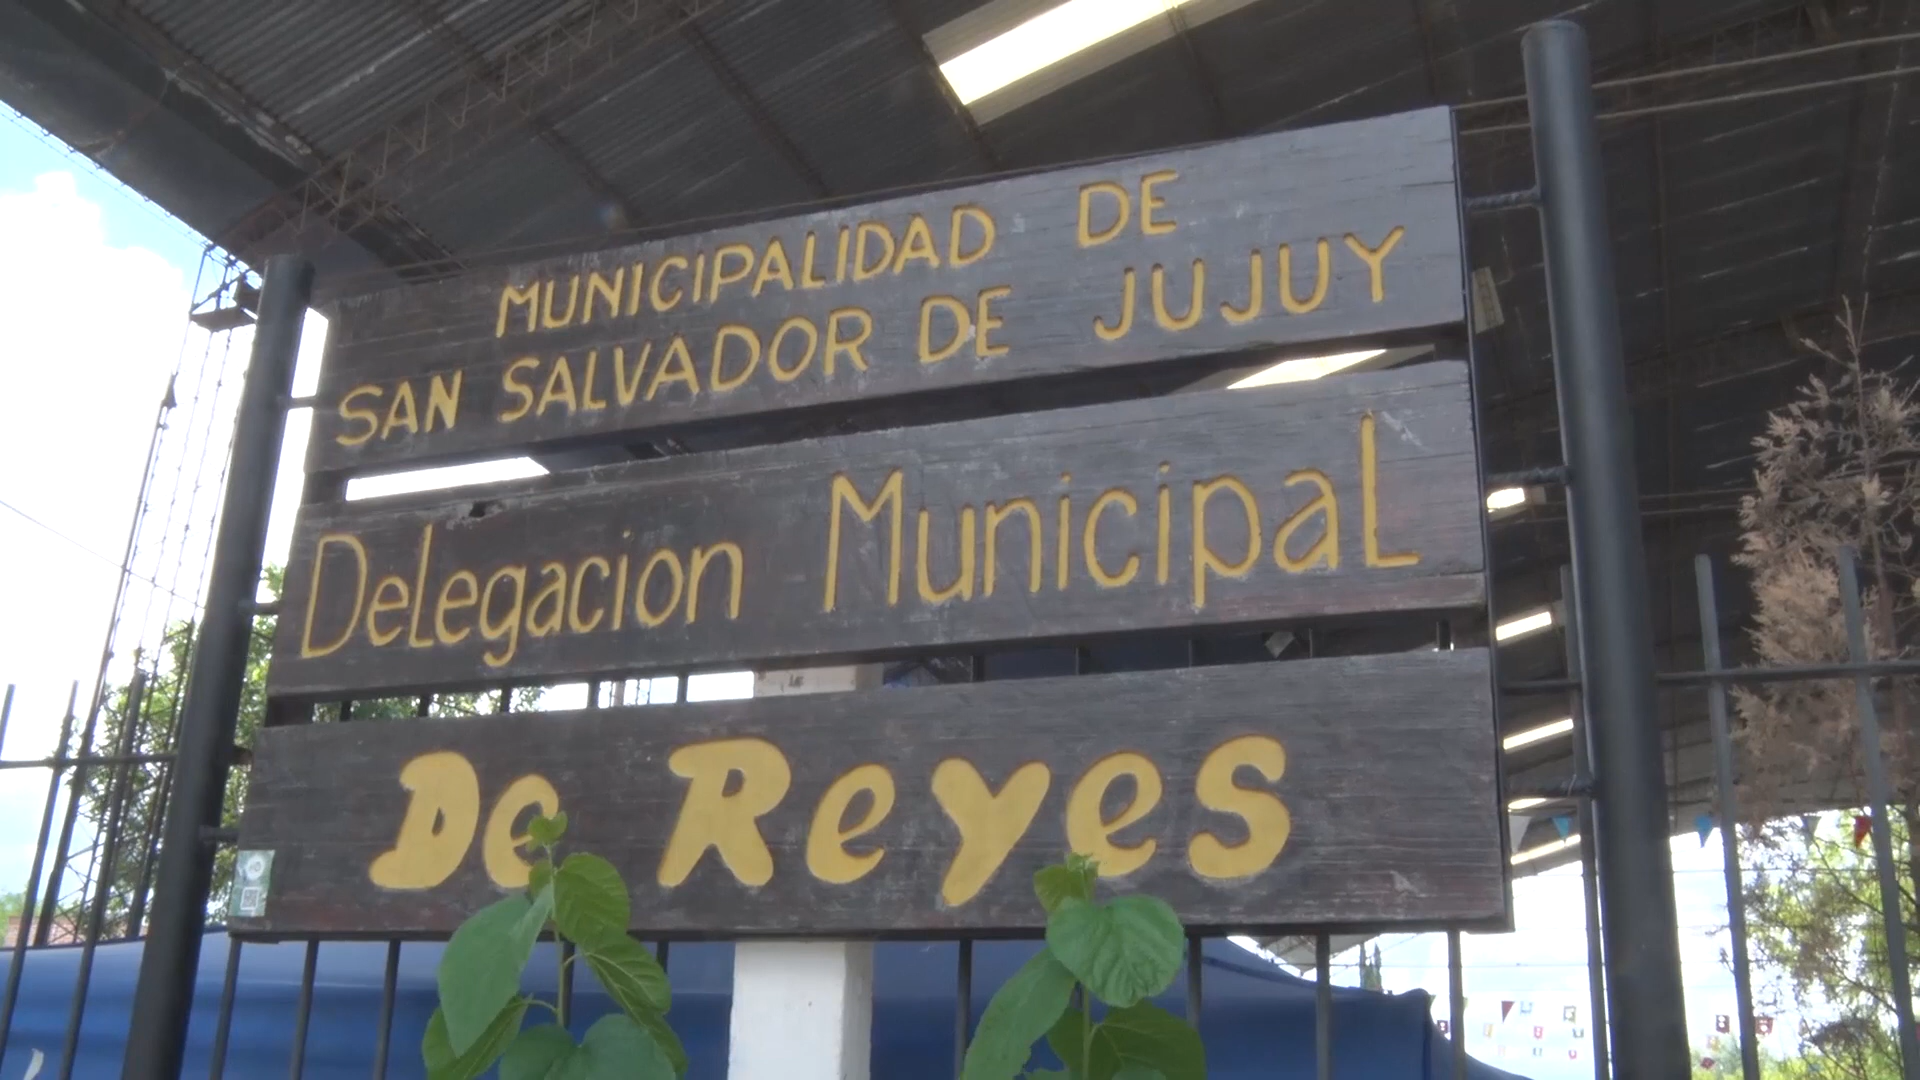 MUNICIPALIDAD DE
SAN SALVADOR DE JUJUY
Delegacion Municipal
De Reyes